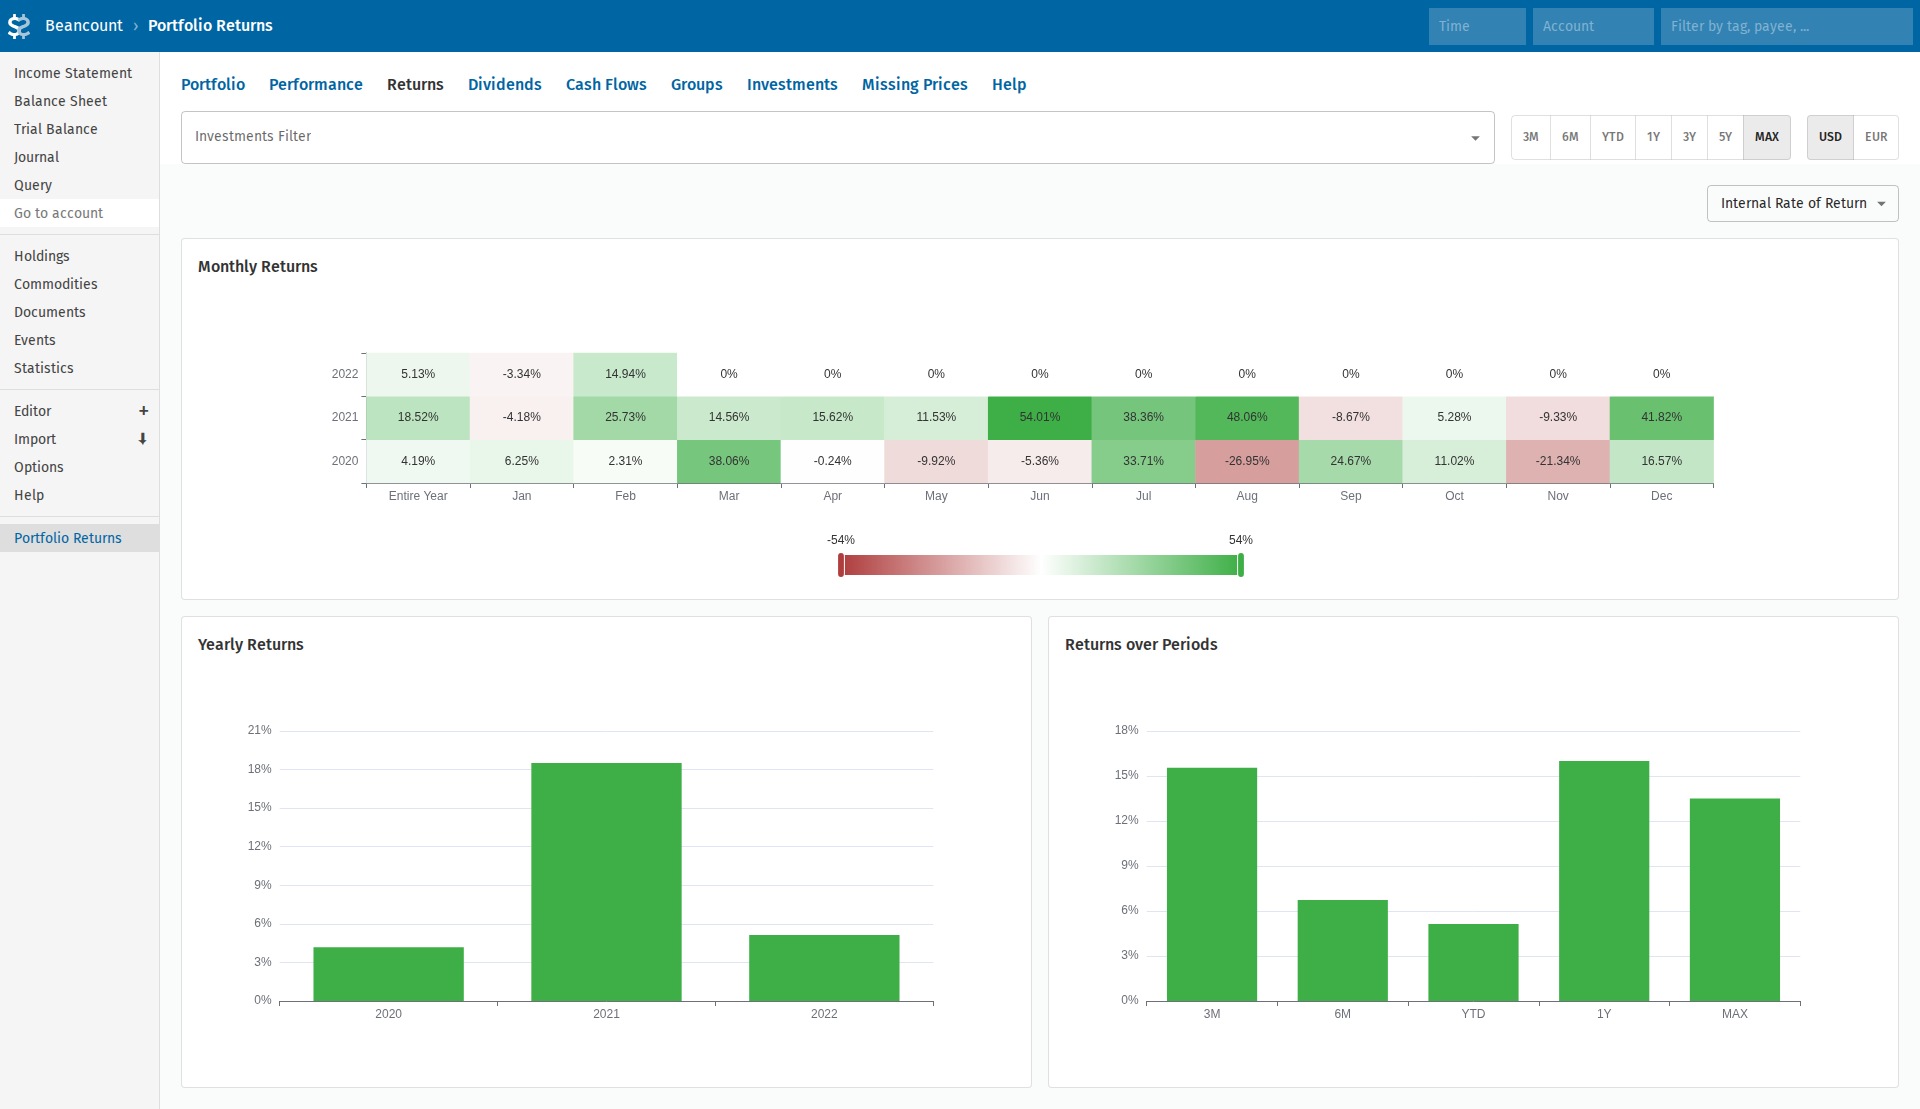 Beancount › Portfolio Returns
Time
Account
Filter by tag, payee, ...
Income Statement
Balance Sheet
Trial Balance
Journal
Query
Go to account
Holdings
Commodities
Documents
Events
Statistics
Editor +
Import
Options
Help
Portfolio Returns
Portfolio Performance Returns Dividends Cash Flows Groups Investments Missing Prices Help
Investments Filter
3M 6M YTD 1Y 3Y 5Y MAX
USD EUR
Internal Rate of Return
Monthly Returns
2022 5.13% -3.34% 14.94% 0% 0% 0% 0% 0% 0% 0% 0% 0% 0%
2021 18.52% -4.18% 25.73% 14.56% 15.62% 11.53% 54.01% 38.36% 48.06% -8.67% 5.28% -9.33% 41.82%
2020 4.19% 6.25% 2.31% 38.06% -0.24% -9.92% -5.36% 33.71% -26.95% 24.67% 11.02% -21.34% 16.57%
Entire Year Jan Feb Mar Apr May Jun Jul Aug Sep Oct Nov Dec
-54% 54%
Yearly Returns
21%
18%
15%
12%
9%
6%
3%
0%
2020 2021 2022
Returns over Periods
18%
15%
12%
9%
6%
3%
0%
3M 6M YTD 1Y MAX